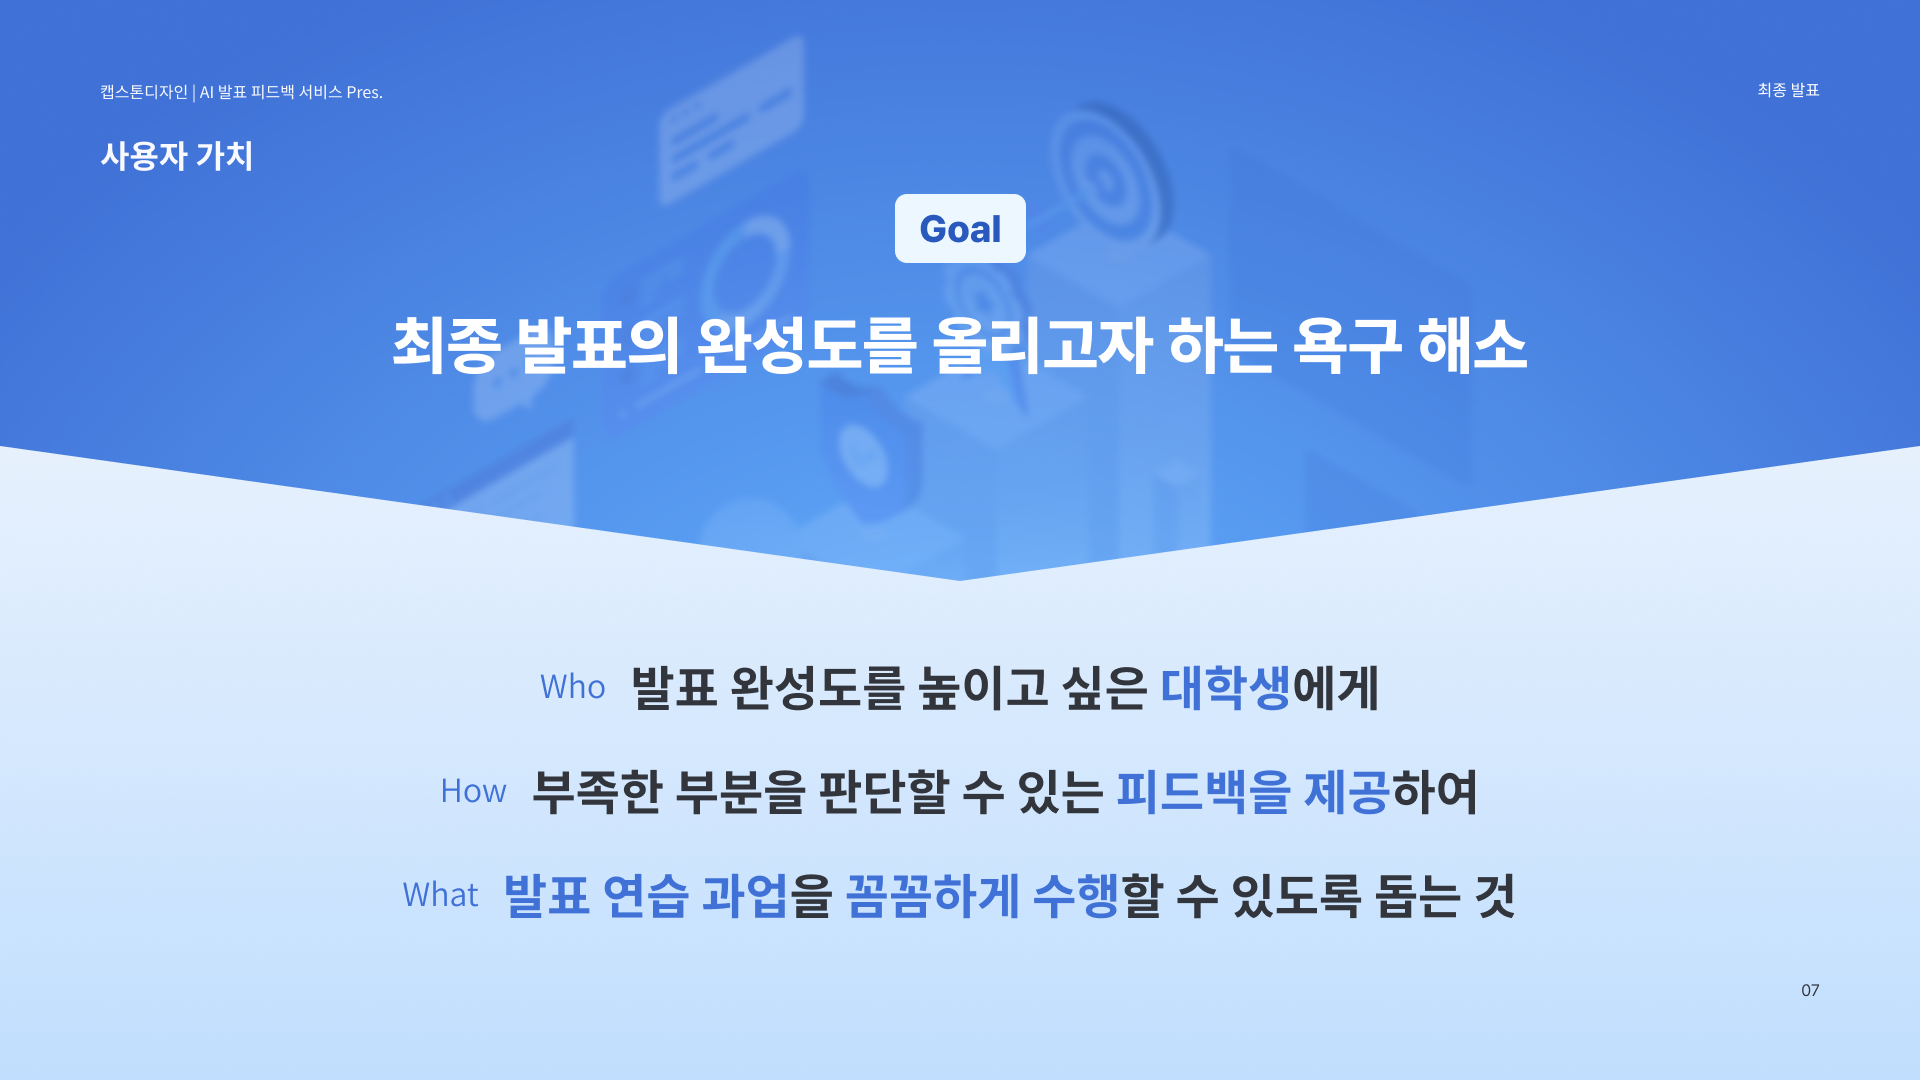 캡스톤디자인 | AI 발표 피드백 서비스 Pres.
최종 발표
사용자 가치
Goal
최종 발표의 완성도를 올리고자 하는 욕구 해소
Who 발표 완성도를 높이고 싶은 대학생에게
How 부족한 부분을 판단할 수 있는 피드백을 제공하여
What 발표 연습 과업을 꼼꼼하게 수행할 수 있도록 돕는 것
07